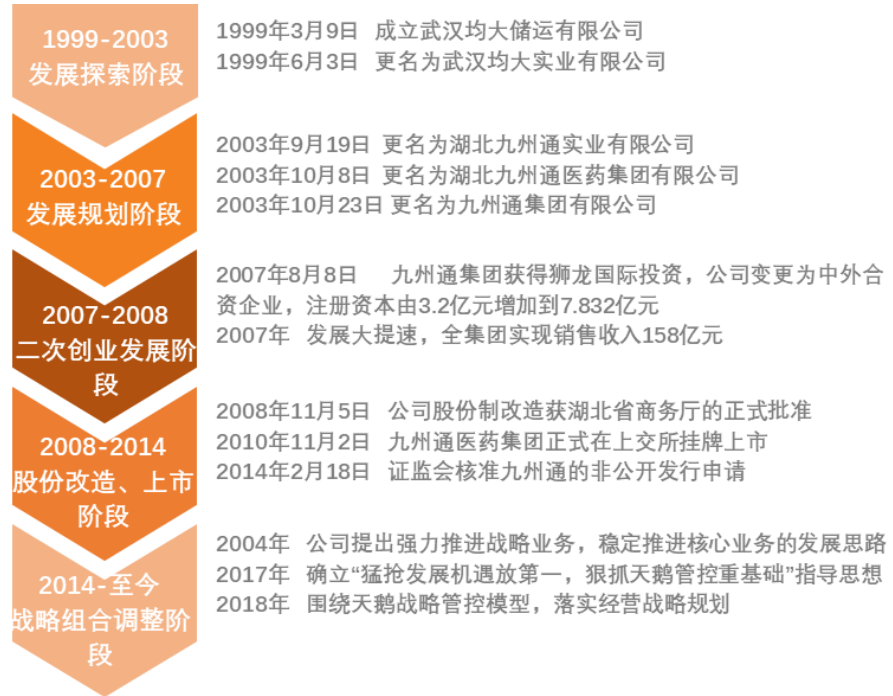 1999-2003
发展探索阶段
1999年3月9日 成立武汉均大储运有限公司
1999年6月3日 更名为武汉均大实业有限公司
2003-2007
发展规划阶段
2003年9月19日 更名为湖北九州通实业有限公司
2003年10月8日 更名为湖北九州通医药集团有限公司
2003年10月23日 更名为九州通集团有限公司
2007-2008
二次创业发展阶
段
2007年8月8日 九州通集团获得狮龙国际投资，公司变更为中外合
资企业，注册资本由3.2亿元增加到7.832亿元
2007年 发展大提速，全集团实现销售收入158亿元
2008-2014
股份改造、上市
阶段
2008年11月5日 公司股份制改造获湖北省商务厅的正式批准
2010年11月2日 九州通医药集团正式在上交所挂牌上市
2014年2月18日 证监会核准九州通的非公开发行申请
2014-至今
战略组合调整阶
段
2004年 公司提出强力推进战略业务，稳定推进核心业务的发展思路
2017年 确立“猛抢发展机遇放第一，狠抓天鹅管控重基础”指导思想
2018年 围绕天鹅战略管控模型，落实经营战略规划